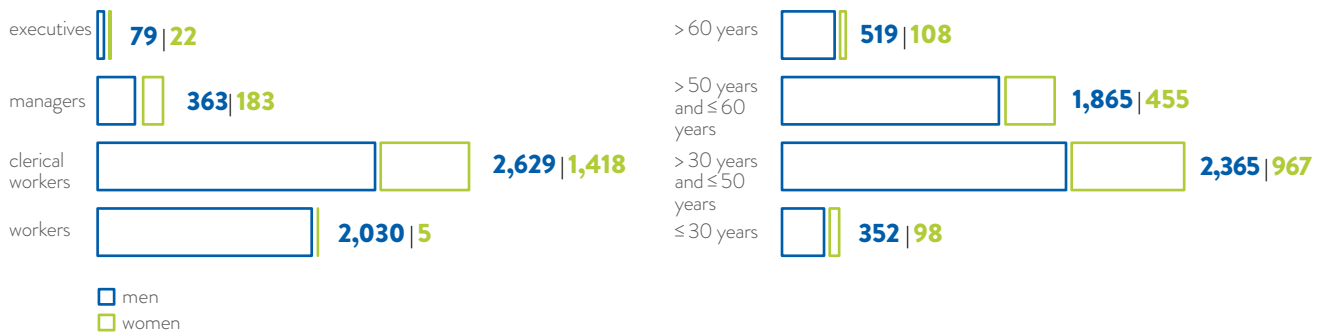 executives
79 | 22
managers
363 | 183
clerical
workers
2,629 | 1,418
workers
2,030 | 5
men
women
> 60 years
519 | 108
> 50 years
and ≤ 60
years
1,865 | 455
> 30 years
and ≤ 50
years
2,365 | 967
≤ 30 years
352 | 98